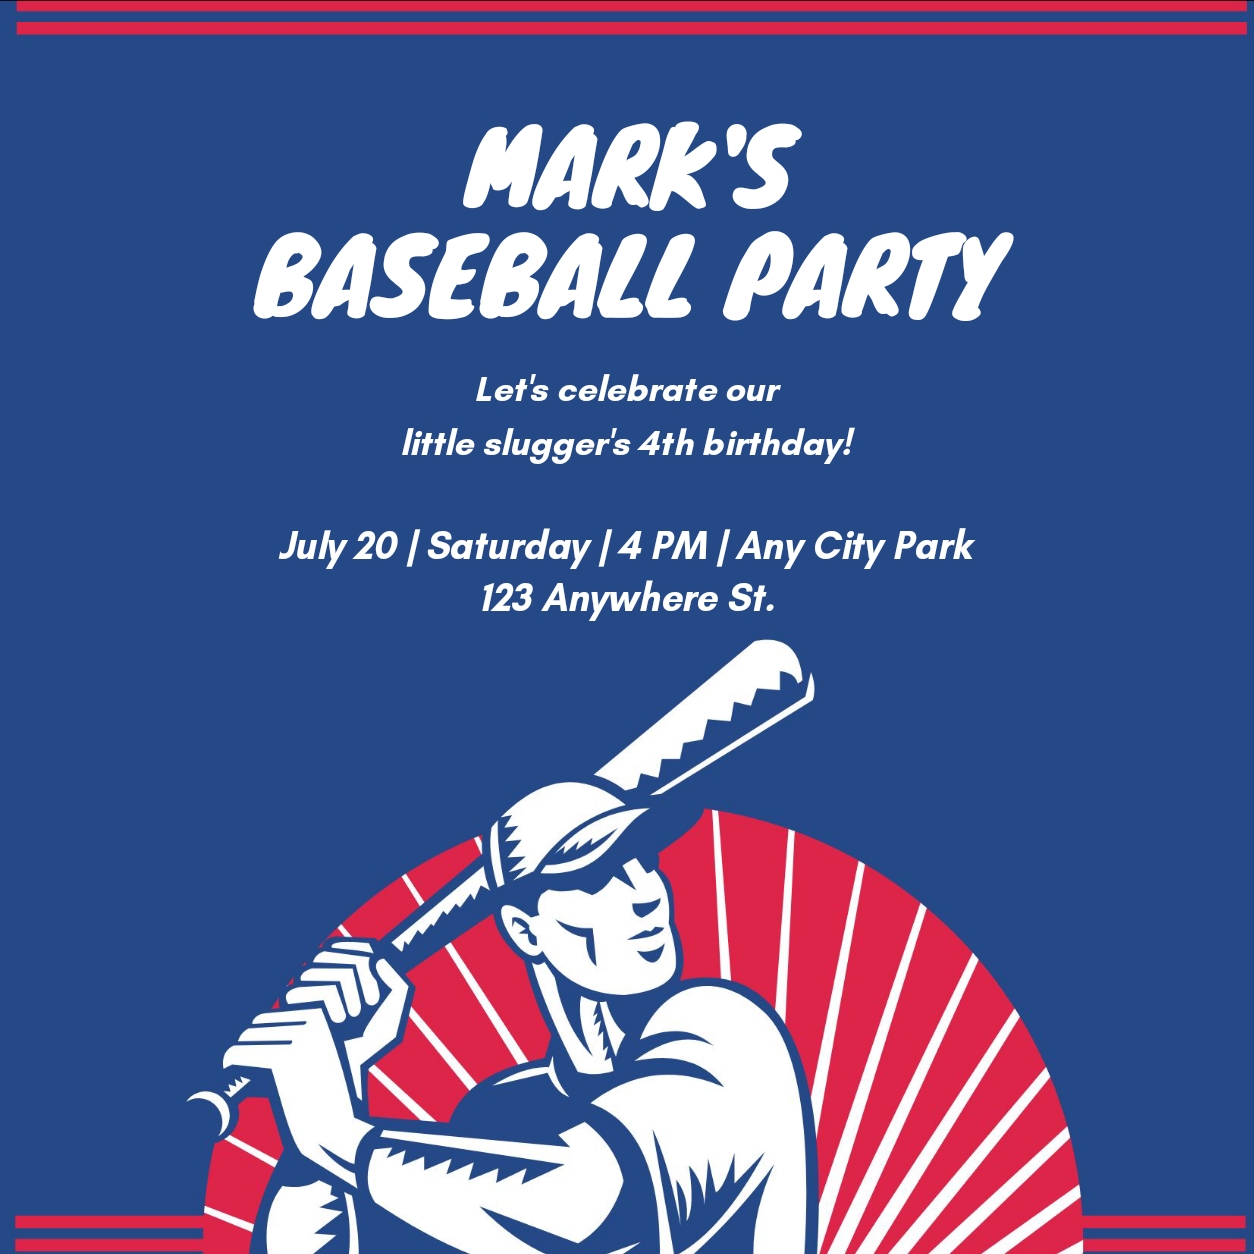 MARK'S
BASEBALL PARTY
Let's celebrate our
little slugger's 4th birthday!
July 20 | Saturday | 4 PM | Any City Park
123 Anywhere St.